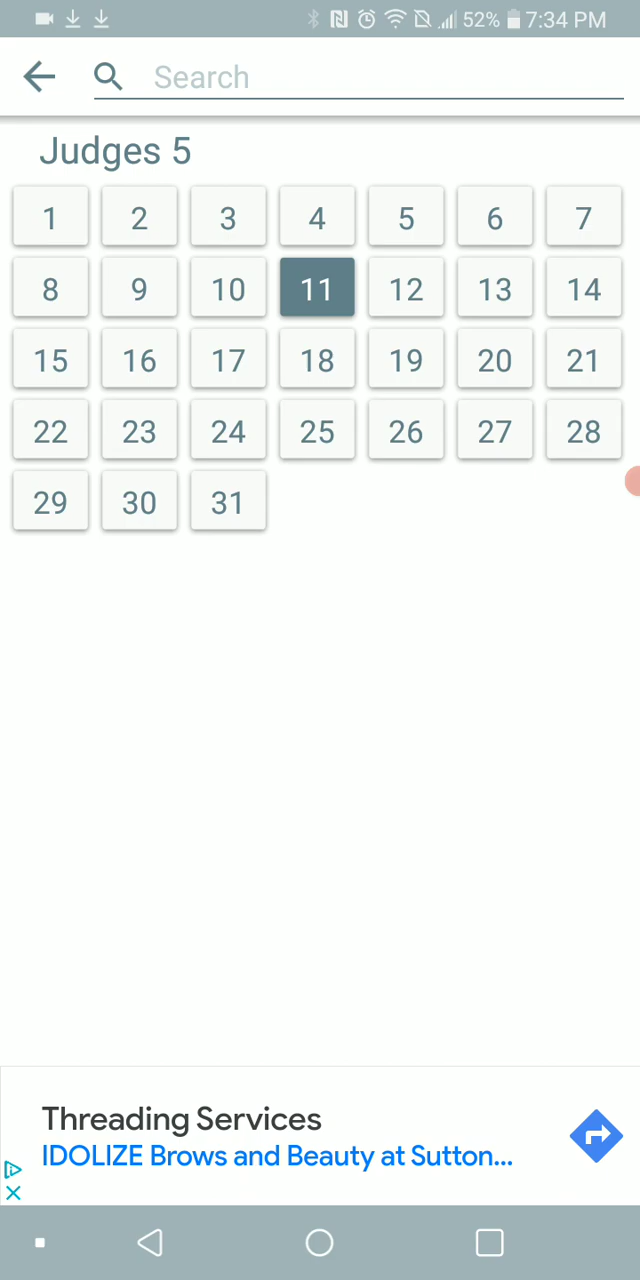 52% 7:34 PM
Search
Judges 5
1 2 3 4 5 6 7
8 9 10 11 12 13 14
15 16 17 18 19 20 21
22 23 24 25 26 27 28
29 30 31
Threading Services
IDOLIZE Brows and Beauty at Sutton...